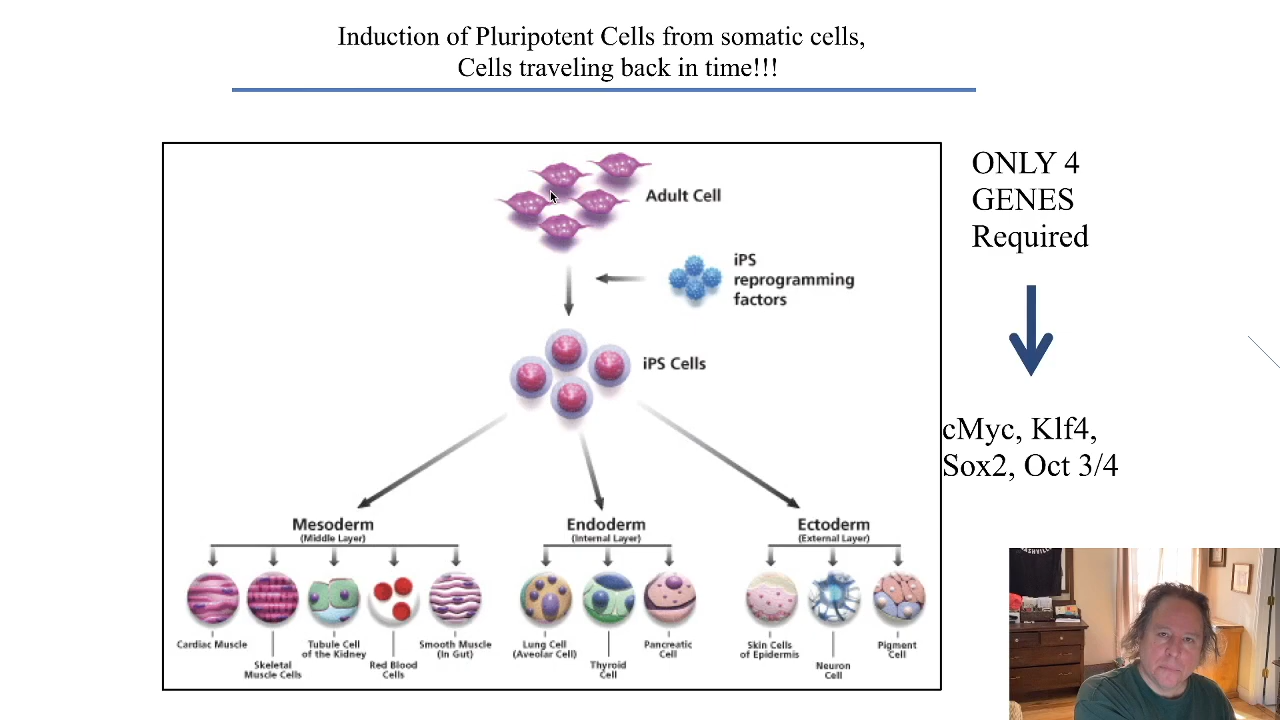 Induction of Pluripotent Cells from somatic cells,
Cells traveling back in time!!!
Adult Cell
iPS
reprogramming
factors
iPS Cells
Mesoderm
(Middle Layer)
Endoderm
(Internal Layer)
Ectoderm
(External Layer)
Cardiac Muscle
Skeletal
Muscle Cells
Tubule Cell
of the Kidney
Red Blood
Cells
Smooth Muscle
(In Gut)
Lung Cell
(Aveolar Cell)
Thyroid
Cell
Pancreatic
Cell
Skin Cells
of Epidermis
Neuron
Cell
Pigment
Cell
ONLY 4
GENES
Required
cMyc, Klf4,
Sox2, Oct 3/4
NASHVILLE